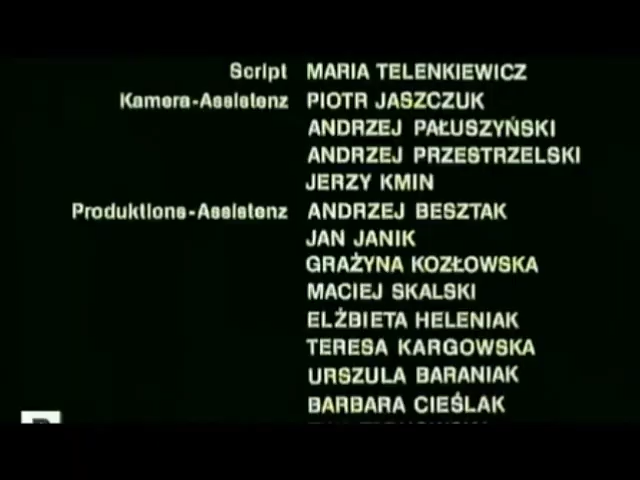 Script MARIA TELENKIEWICZ
Kamera-Assistenz PIOTR JASZCZUK
ANDRZEJ PAŁUSZYŃSKI
ANDRZEJ PRZESTRZELSKI
JERZY KMIN
Produktions-Assistenz ANDRZEJ BESZTAK
JAN JANIK
GRAŻYNA KOZŁOWSKA
MACIEJ SKALSKI
ELŻBIETA HELENIAK
TERESA KARGOWSKA
URSZULA BARANIAK
BARBARA CIEŚLAK